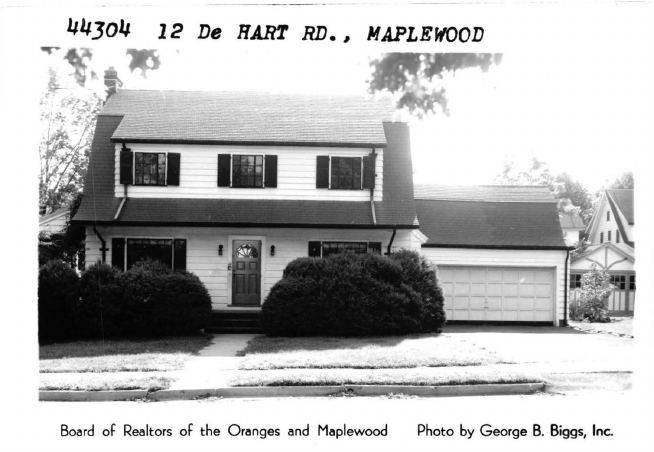 44304 12 De HART RD., MAPLEWOOD
Board of Realtors of the Oranges and Maplewood Photo by George B. Biggs, Inc.